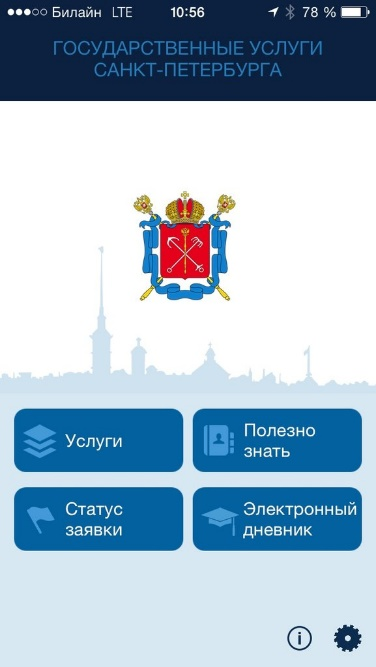 Билайн LTE 10:56 78 %
ГОСУДАРСТВЕННЫЕ УСЛУГИ
САНКТ-ПЕТЕРБУРГА
Услуги
Полезно
знать
Статус
заявки
Электронный
дневник